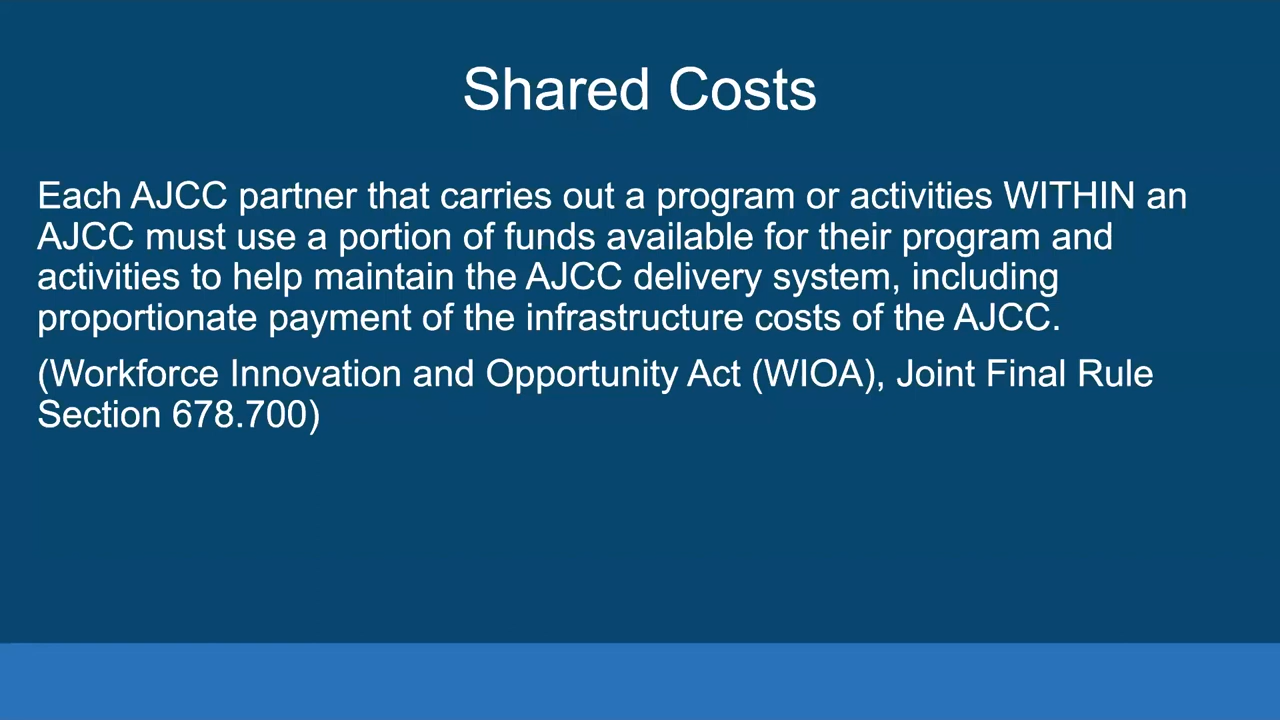 Shared Costs
Each AJCC partner that carries out a program or activities WITHIN an
AJCC must use a portion of funds available for their program and
activities to help maintain the AJCC delivery system, including
proportionate payment of the infrastructure costs of the AJCC.
(Workforce Innovation and Opportunity Act (WIOA), Joint Final Rule
Section 678.700)